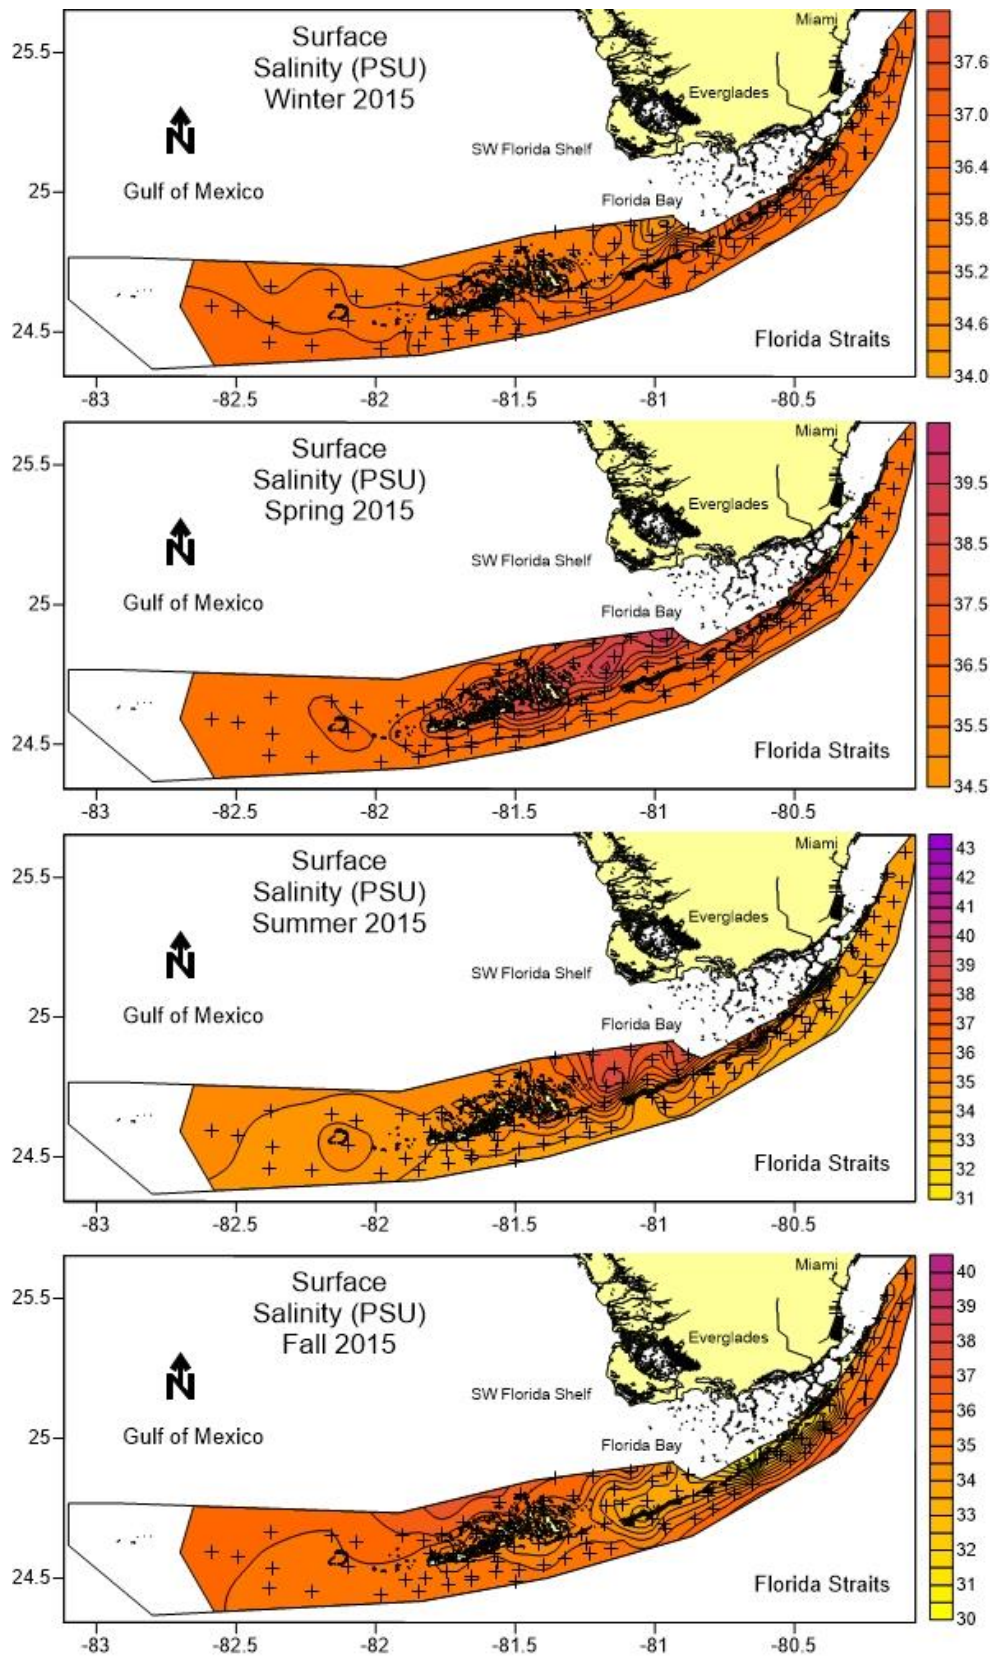 Surface
Salinity (PSU)
Winter 2015
Miami
Everglades
SW Florida Shelf
Florida Bay
Gulf of Mexico
Florida Straits
N
25.5
25
24.5
-83
-82.5
-82
-81.5
-81
-80.5
37.6
37.0
36.4
35.8
35.2
34.6
34.0
Surface
Salinity (PSU)
Spring 2015
Miami
Everglades
SW Florida Shelf
Florida Bay
Gulf of Mexico
Florida Straits
N
25.5
25
24.5
-83
-82.5
-82
-81.5
-81
-80.5
39.5
38.5
37.5
36.5
35.5
34.5
Surface
Salinity (PSU)
Summer 2015
Miami
Everglades
SW Florida Shelf
Florida Bay
Gulf of Mexico
Florida Straits
N
25.5
25
24.5
-83
-82.5
-82
-81.5
-81
-80.5
43
42
41
40
39
38
37
36
35
34
33
32
31
Surface
Salinity (PSU)
Fall 2015
Miami
Everglades
SW Florida Shelf
Florida Bay
Gulf of Mexico
Florida Straits
N
25.5
25
24.5
-83
-82.5
-82
-81.5
-81
-80.5
40
39
38
37
36
35
34
33
32
31
30